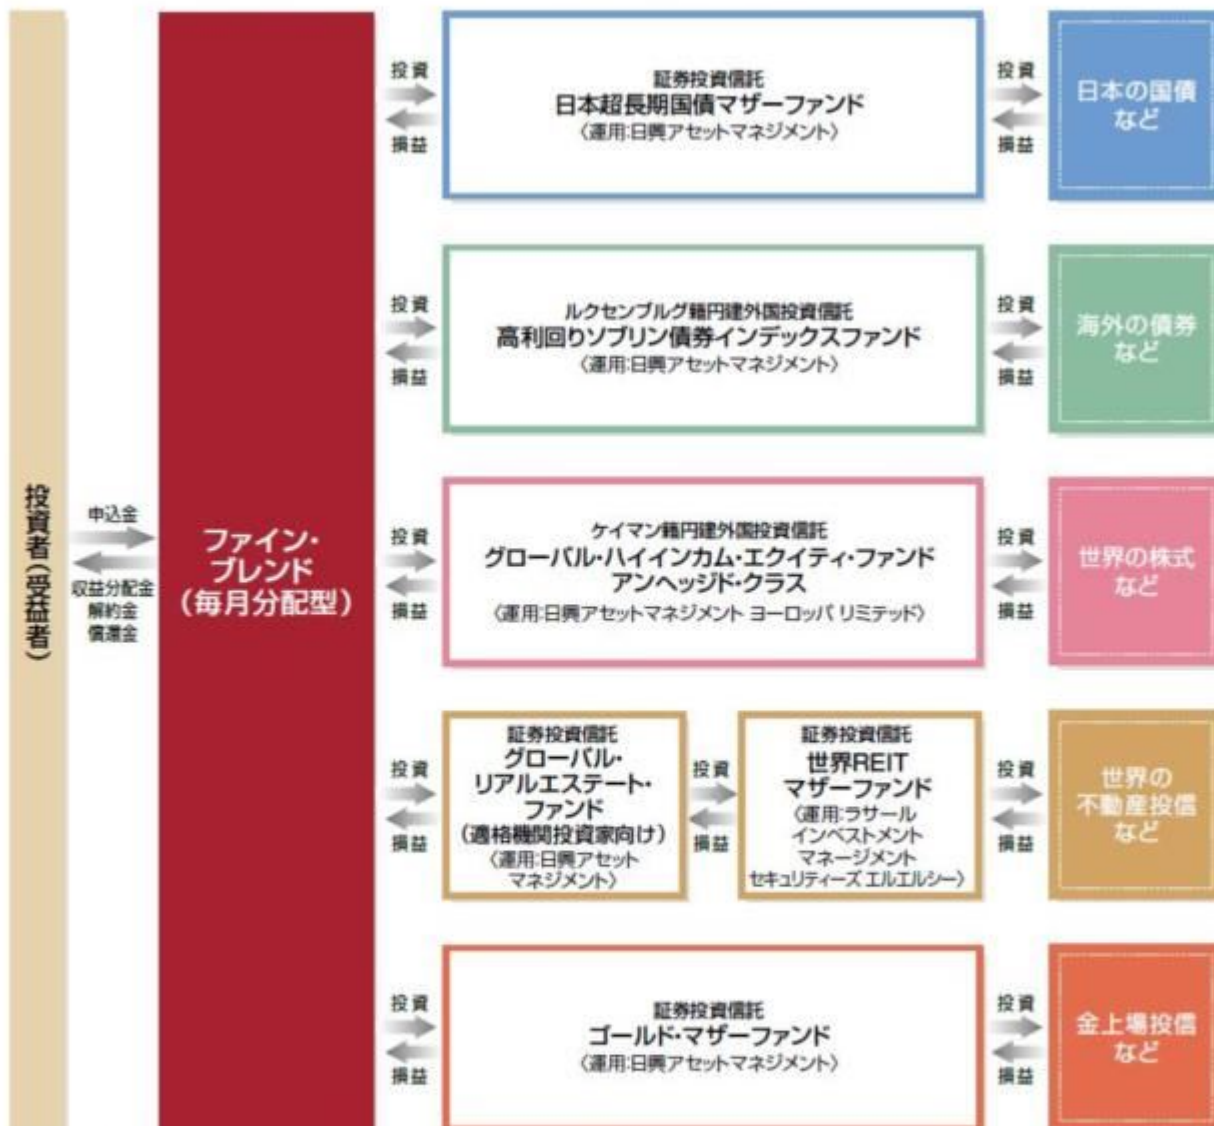 投資者(受益者)
申込金
収益分配金
解約金
償還金
ファイン・
ブレンド
(毎月分配型)
投資
損益
証券投資信託
日本超長期国債マザーファンド
〈運用:日興アセットマネジメント〉
投資
損益
日本の国債
など
投資
損益
ルクセンブルグ籍円建外国投資信託
高利回りソブリン債券インデックスファンド
〈運用:日興アセットマネジメント〉
投資
損益
海外の債券
など
投資
損益
ケイマン籍円建外国投資信託
グローバル・ハイインカム・エクイティ・ファンド
アンヘッジド・クラス
〈運用:日興アセットマネジメント ヨーロッパ リミテッド〉
投資
損益
世界の株式
など
投資
損益
証券投資信託
グローバル・
リアルエステート・
ファンド
(適格機関投資家向け)
〈運用:日興アセット
マネジメント〉
投資
損益
証券投資信託
世界REIT
マザーファンド
〈運用:ラサール
インベストメント
マネージメント
セキュリティーズ エルエルシー〉
投資
損益
世界の
不動産投信
など
投資
損益
証券投資信託
ゴールド・マザーファンド
〈運用:日興アセットマネジメント〉
投資
損益
金上場投信
など